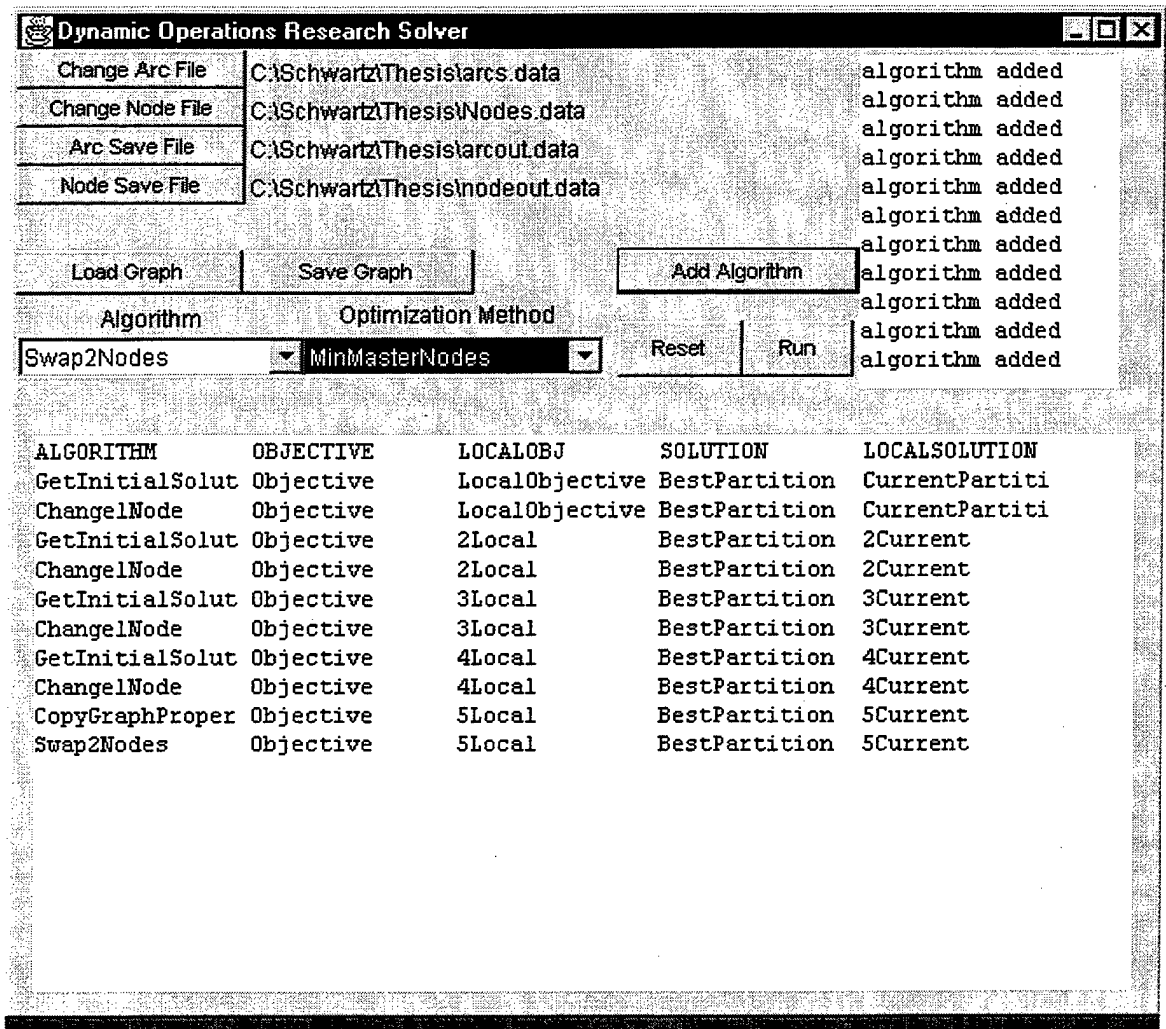 Dynamic Operations Research Solver
Change Arc File C:\Schwartz\Thesis\arcs.data
Change Node File C:\Schwartz\Thesis\Nodes.data
Arc Save File C:\Schwartz\Thesis\arcout.data
Node Save File C:\Schwartz\Thesis\nodeout.data
algorithm added
algorithm added
algorithm added
algorithm added
algorithm added
algorithm added
algorithm added
algorithm added
algorithm added
algorithm added
algorithm added
Load Graph Save Graph Add Algorithm
Algorithm Optimization Method
Swap2Nodes MinMasterNodes Reset Run
ALGORITHM OBJECTIVE LOCALOBJ SOLUTION LOCALSOLUTION
GetInitialSolut Objective LocalObjective BestPartition CurrentPartiti
Change1Node Objective LocalObjective BestPartition CurrentPartiti
GetInitialSolut Objective 2Local BestPartition 2Current
Change1Node Objective 2Local BestPartition 2Current
GetInitialSolut Objective 3Local BestPartition 3Current
Change1Node Objective 3Local BestPartition 3Current
GetInitialSolut Objective 4Local BestPartition 4Current
Change1Node Objective 4Local BestPartition 4Current
CopyGraphProper Objective 5Local BestPartition 5Current
Swap2Nodes Objective 5Local BestPartition 5Current